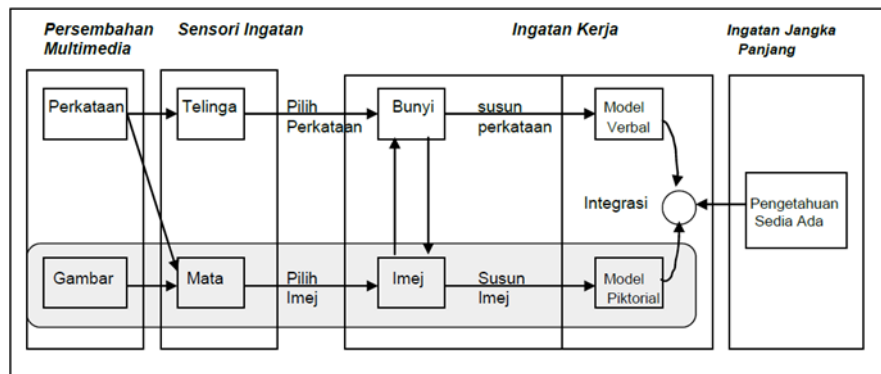 Persembahan
Multimedia
Sensori Ingatan
Ingatan Kerja
Ingatan Jangka
Panjang
Perkataan
Telinga
Pilih
Perkataan
Bunyi
susun
perkataan
Model
Verbal
Integrasi
Pengetahuan
Sedia Ada
Gambar
Mata
Pilih
Imej
Imej
Susun
Imej
Model
Piktorial